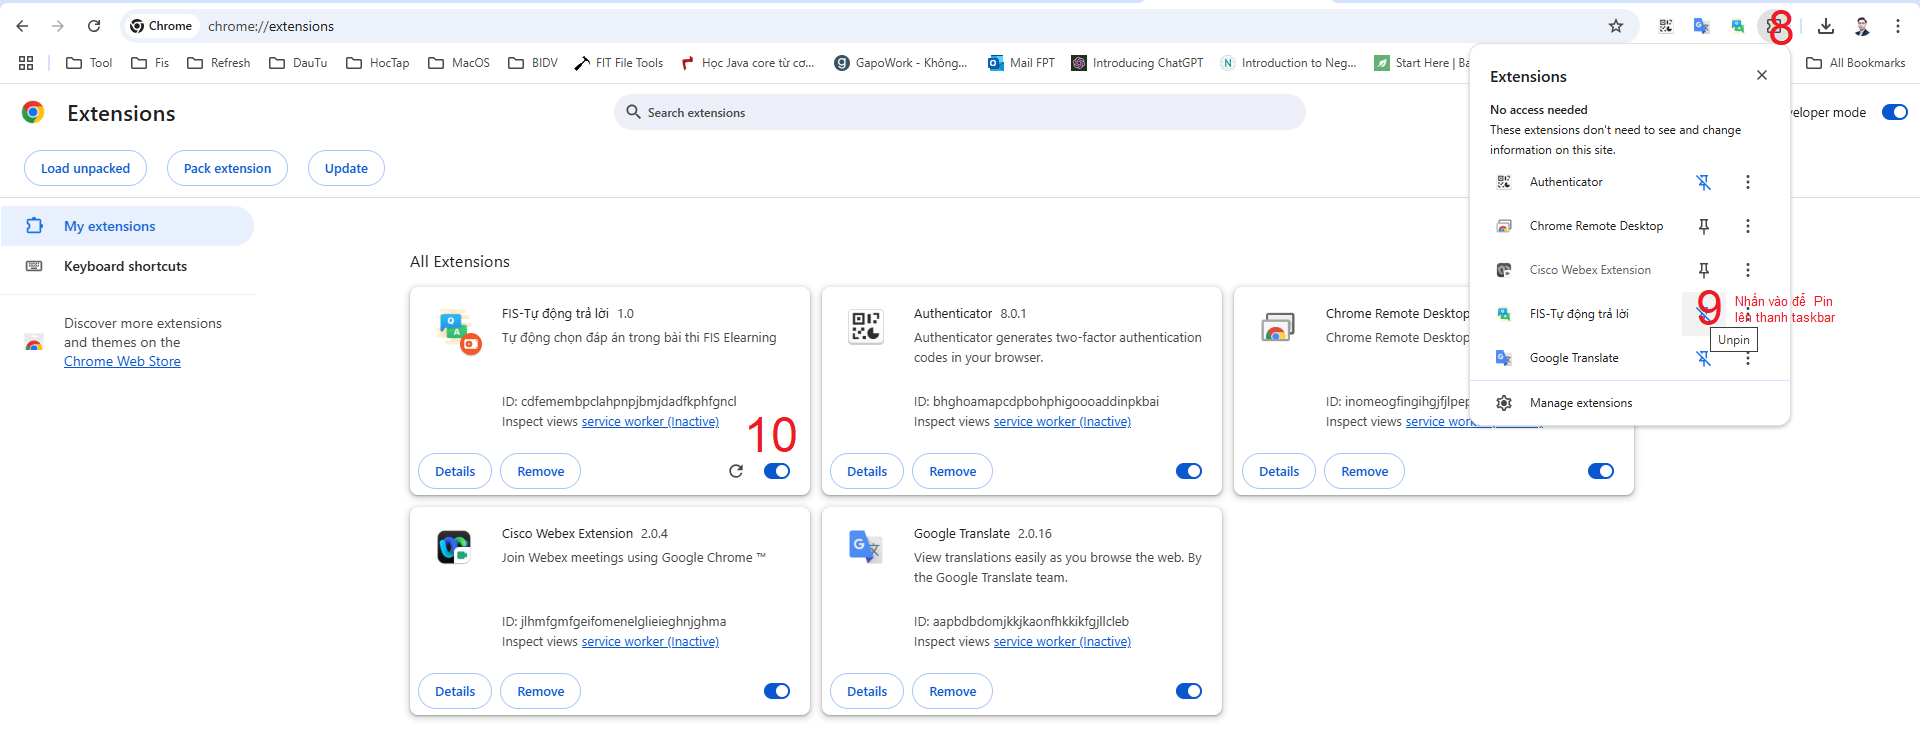 Chrome
chrome://extensions
8
Tool
Fis
Refresh
DauTu
HocTap
MacOS
BIDV
FIT File Tools
Học Java core từ cơ...
GapoWork - Không...
Mail FPT
Introducing ChatGPT
Introduction to Neg...
Start Here | Ba
All Bookmarks
Extensions
Search extensions
veloper mode
Load unpacked
Pack extension
Update
My extensions
Keyboard shortcuts
Discover more extensions
and themes on the
Chrome Web Store
All Extensions
FIS-Tự động trả lời 1.0
Tự động chọn đáp án trong bài thi FIS Elearning
ID: cdfemembpclahpnpjbmjdadfkphfgncl
Inspect views service worker (Inactive)
10
Details
Remove
Authenticator 8.0.1
Authenticator generates two-factor authentication
codes in your browser.
ID: bhghoamapcdpbohphigoooaddinpkbai
Inspect views service worker (Inactive)
Details
Remove
Chrome Remote Desktop
Chrome Remote Desktop
ID: inomeogfingihgjfjlpep
Inspect views service
Details
Remove
Cisco Webex Extension 2.0.4
Join Webex meetings using Google Chrome ™
ID: jlhmfgmfgeifomenelglieieghnjghma
Inspect views service worker (Inactive)
Details
Remove
Google Translate 2.0.16
View translations easily as you browse the web. By
the Google Translate team.
ID: aapbdbdomjkkjkaonfhkkikfgjllcleb
Inspect views service worker (Inactive)
Details
Remove
Extensions
No access needed
These extensions don't need to see and change
information on this site.
Authenticator
Chrome Remote Desktop
Cisco Webex Extension
FIS-Tự động trả lời
9
Nhấn vào để Pin
lên thanh taskbar
Unpin
Google Translate
Manage extensions